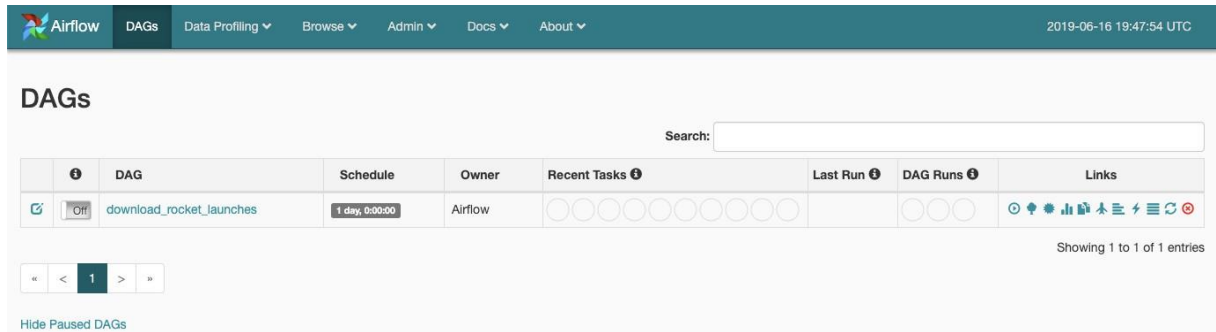 Airflow DAGs Data Profiling Browse Admin Docs About 2019-06-16 19:47:54 UTC
DAGs
Search:
DAG Schedule Owner Recent Tasks Last Run DAG Runs Links
Off download_rocket_launches 1 day, 0:00:00 Airflow
Showing 1 to 1 of 1 entries
« < 1 > »
Hide Paused DAGs